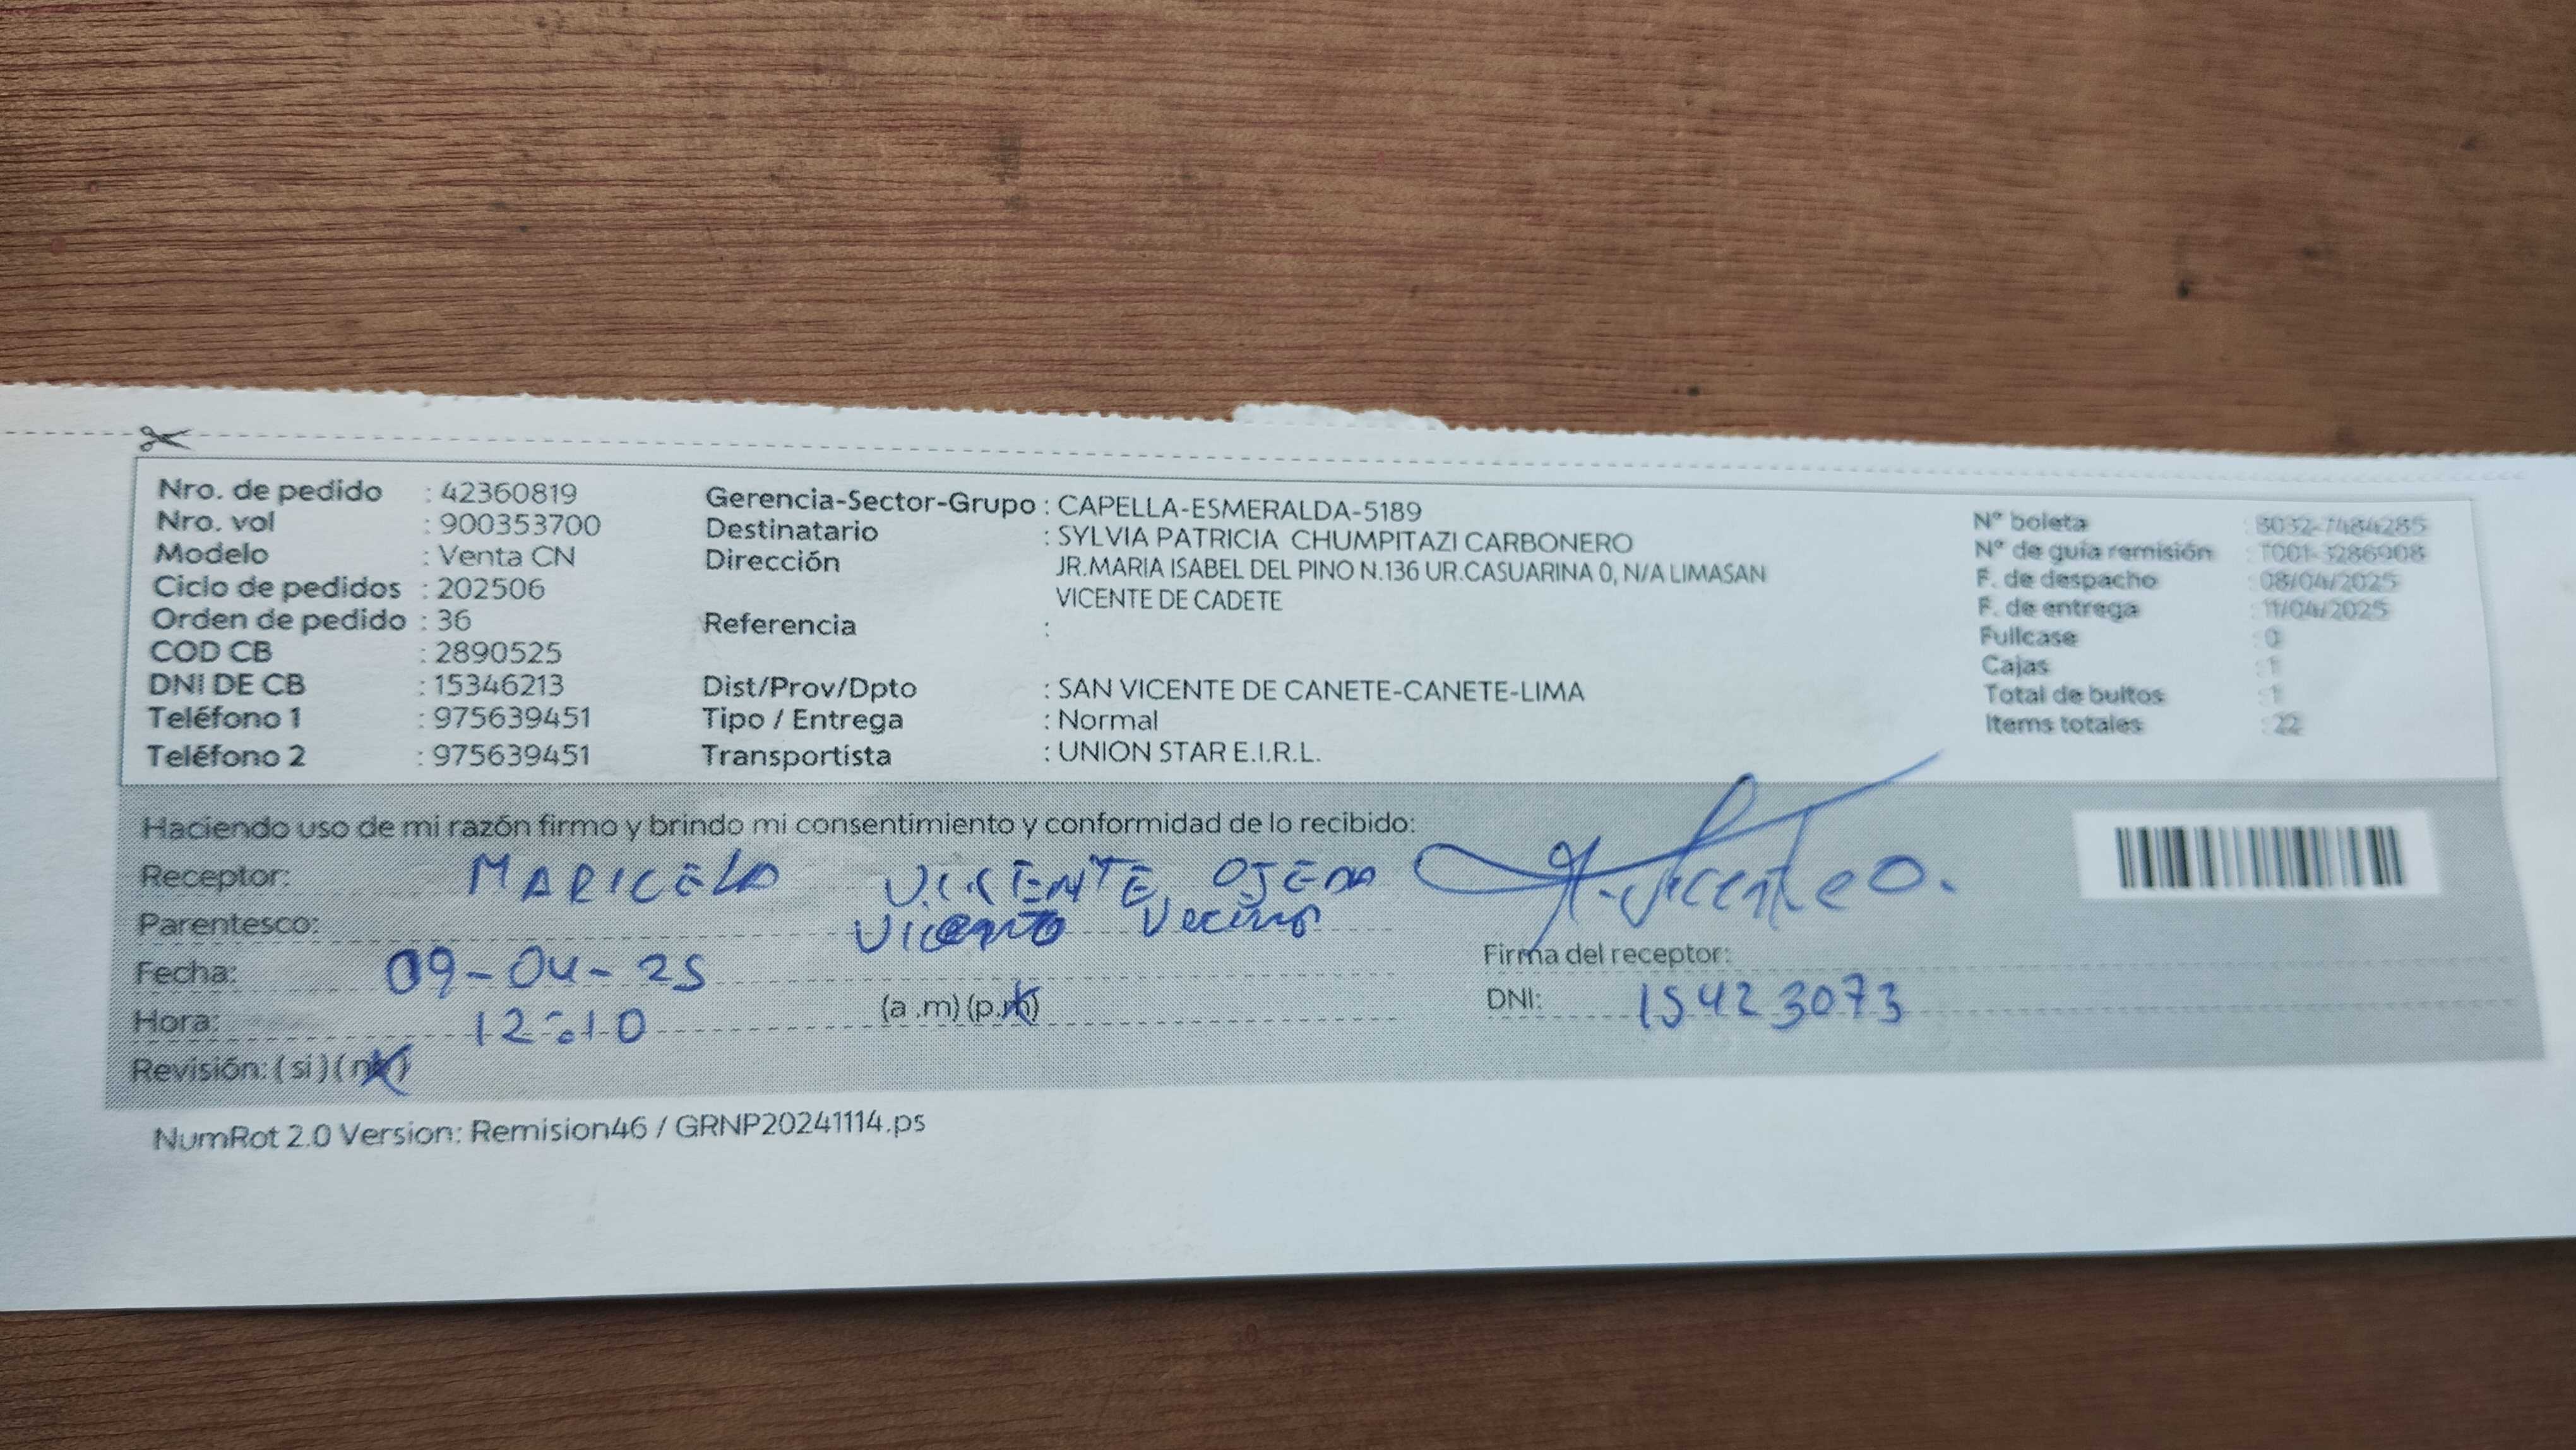 Nro. de pedido : 42360819
Nro. vol : 900353700
Modelo : Venta CN
Ciclo de pedidos : 202506
Orden de pedido : 36
COD CB : 2890525
DNI DE CB : 15346213
Teléfono 1 : 975639451
Teléfono 2 : 975639451
Gerencia-Sector-Grupo : CAPELLA-ESMERALDA-5189
Destinatario : SYLVIA PATRICIA CHUMPITAZI CARBONERO
Dirección JR.MARIA ISABEL DEL PINO N.136 UR.CASUARINA 0, N/A LIMASAN
VICENTE DE CADETE
Referencia :
Dist/Prov/Dpto : SAN VICENTE DE CANETE-CANETE-LIMA
Tipo / Entrega : Normal
Transportista : UNION STAR E.I.R.L.
N° boleta : B032-7484285
N° de guía remisión : T001-3286908
F. de despacho : 08/04/2025
F. de entrega : 11/04/2025
Fullcase : 0
Cajas : 1
Total de bultos : 1
Items totales : 22
Haciendo uso de mi razón firmo y brindo mi consentimiento y conformidad de lo recibido:
Receptor: MARICELA VICENTE OJEDA
Parentesco: Vecino
Fecha: 09-04-25
Hora: 12:10 (a.m) (p.m)
Revisión: (si) (no)
Vicente O.
Firma del receptor:
DNI: 15423073
NumRot 2.0 Version: Remision46 / GRNP20241114.ps